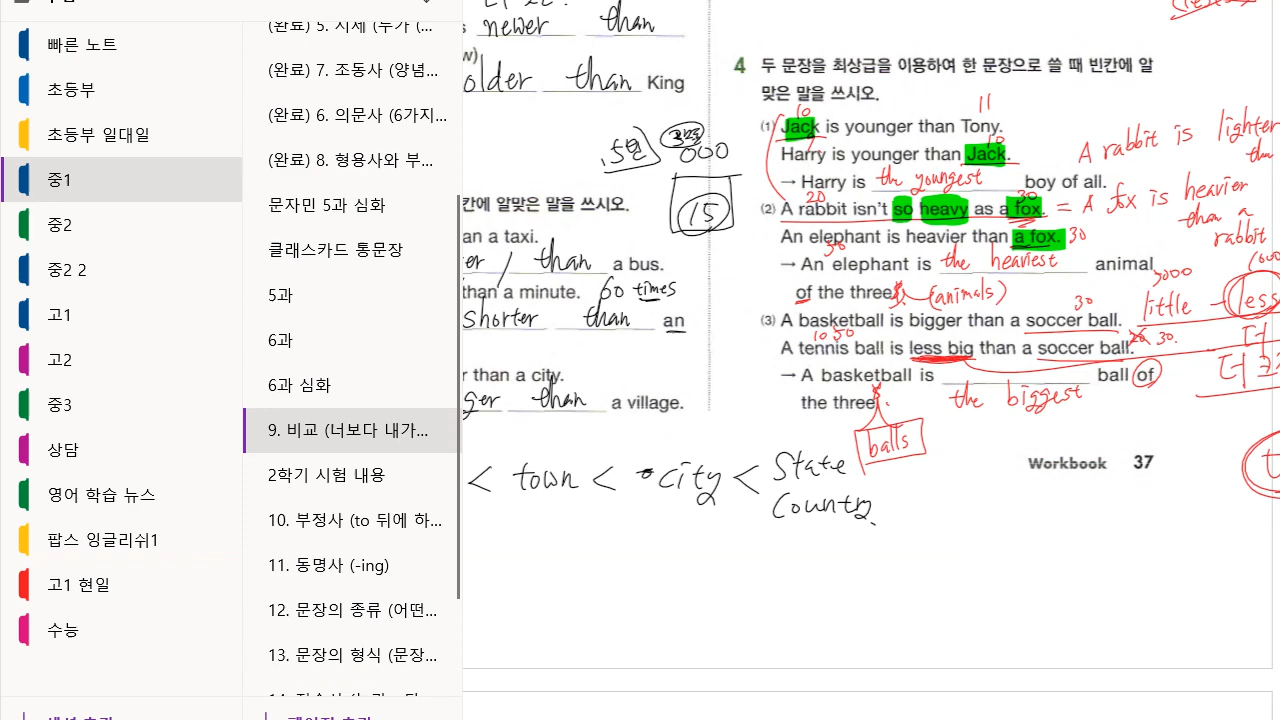 빠른 노트
초등부
초등부 일대일
중1
중2
중2 2
고1
고2
중3
상담
영어 학습 뉴스
팝스 잉글리쉬1
고1 현일
수능
(완료) 7. 조동사 (양념...
(완료) 6. 의문사 (6가지...
(완료) 8. 형용사와 부...
문자민 5과 심화
클래스카드 통문장
5과
6과
6과 심화
9. 비교 (너보다 내가...
2학기 시험 내용
10. 부정사 (to 뒤에 하...
11. 동명사 (-ing)
12. 문장의 종류 (어떤...
13. 문장의 형식 (문장...
newer than
older than King
000
15
칸에 알맞은 말을 쓰시오.
an a taxi.
er than a bus.
than a minute. 60 times
shorter than an
r than a city.
ger than a village.
< town < city < State
Country
4 두 문장을 최상급을 이용하여 한 문장으로 쓸 때 빈칸에 알
맞은 말을 쓰시오.
10 11
(1) Jack is younger than Tony.
10
Harry is younger than Jack.
→ Harry is the youngest boy of all.
20 30
(2) A rabbit isn't so heavy as a fox. = A fox is heavier
than a
rabbit
A rabbit is lighter
An elephant is heavier than a fox. 30
→ An elephant is the heaviest animal
of the three (animals)
little - less
30
(3) A basketball is bigger than a soccer ball.
A tennis ball is less big than a soccer ball. 30.
→ A basketball is the biggest ball of
the three.
balls
Workbook 37